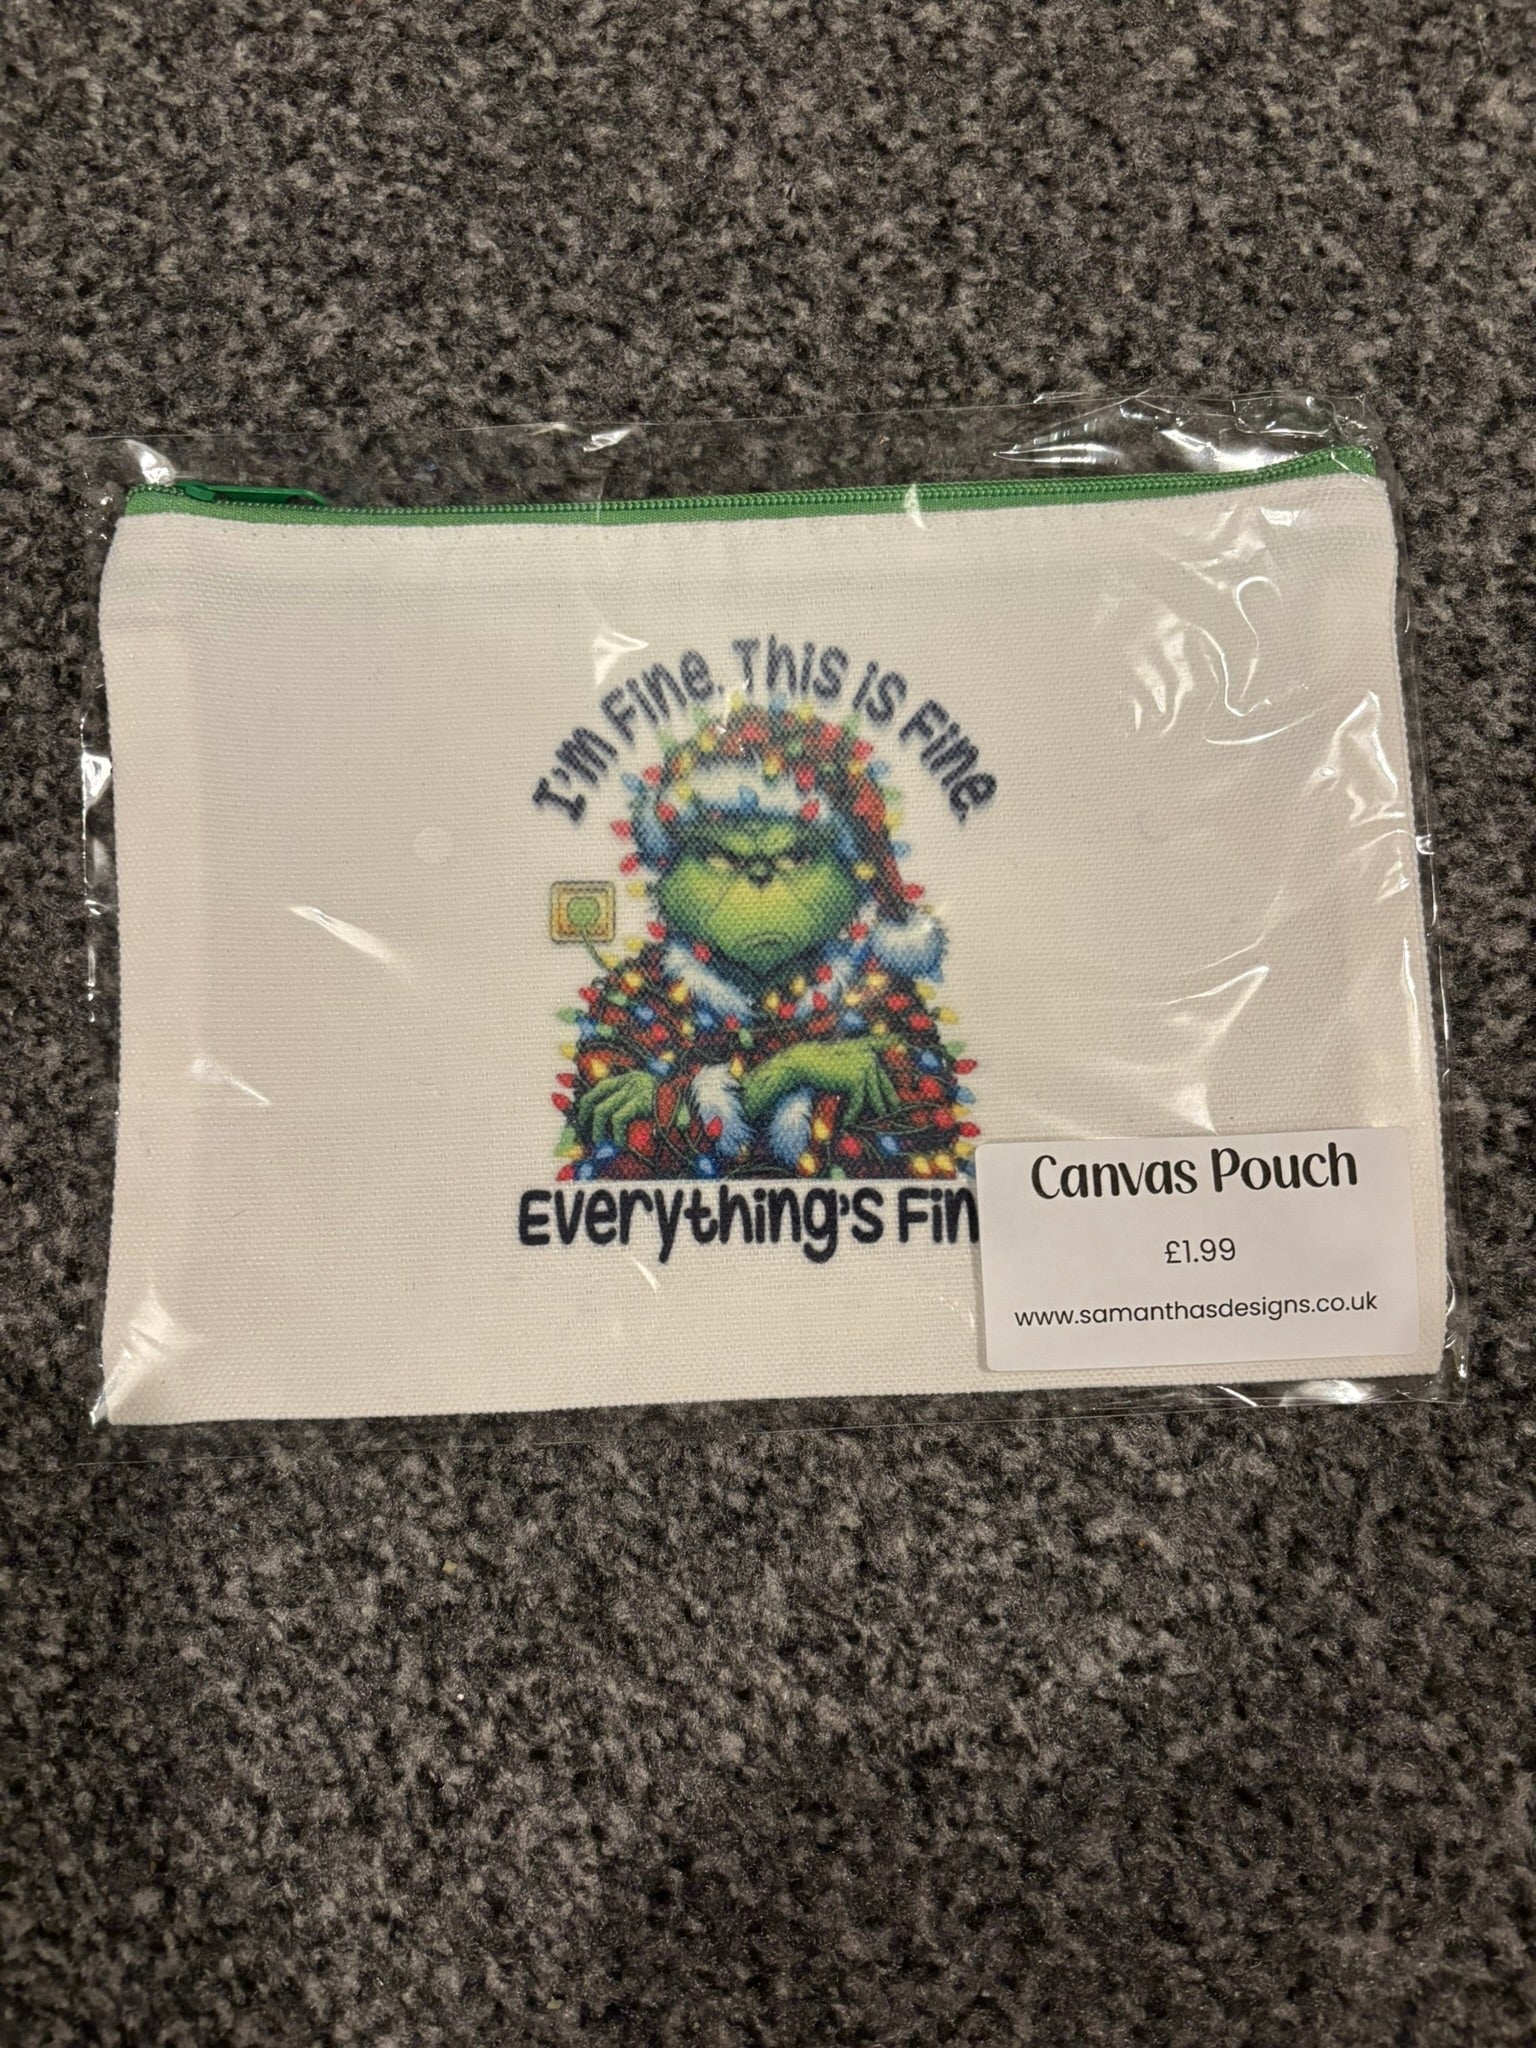 I'm Fine. This is Fine.
Everything's Fin
Canvas Pouch
£1.99
www.samanthasdesigns.co.uk